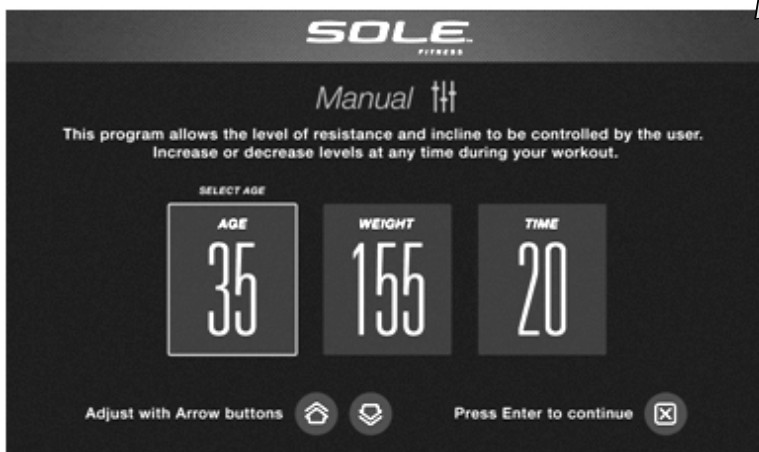 SOLE
FITNESS
Manual
This program allows the level of resistance and incline to be controlled by the user.
Increase or decrease levels at any time during your workout.
SELECT AGE
AGE
35
WEIGHT
155
TIME
20
Adjust with Arrow buttons
Press Enter to continue